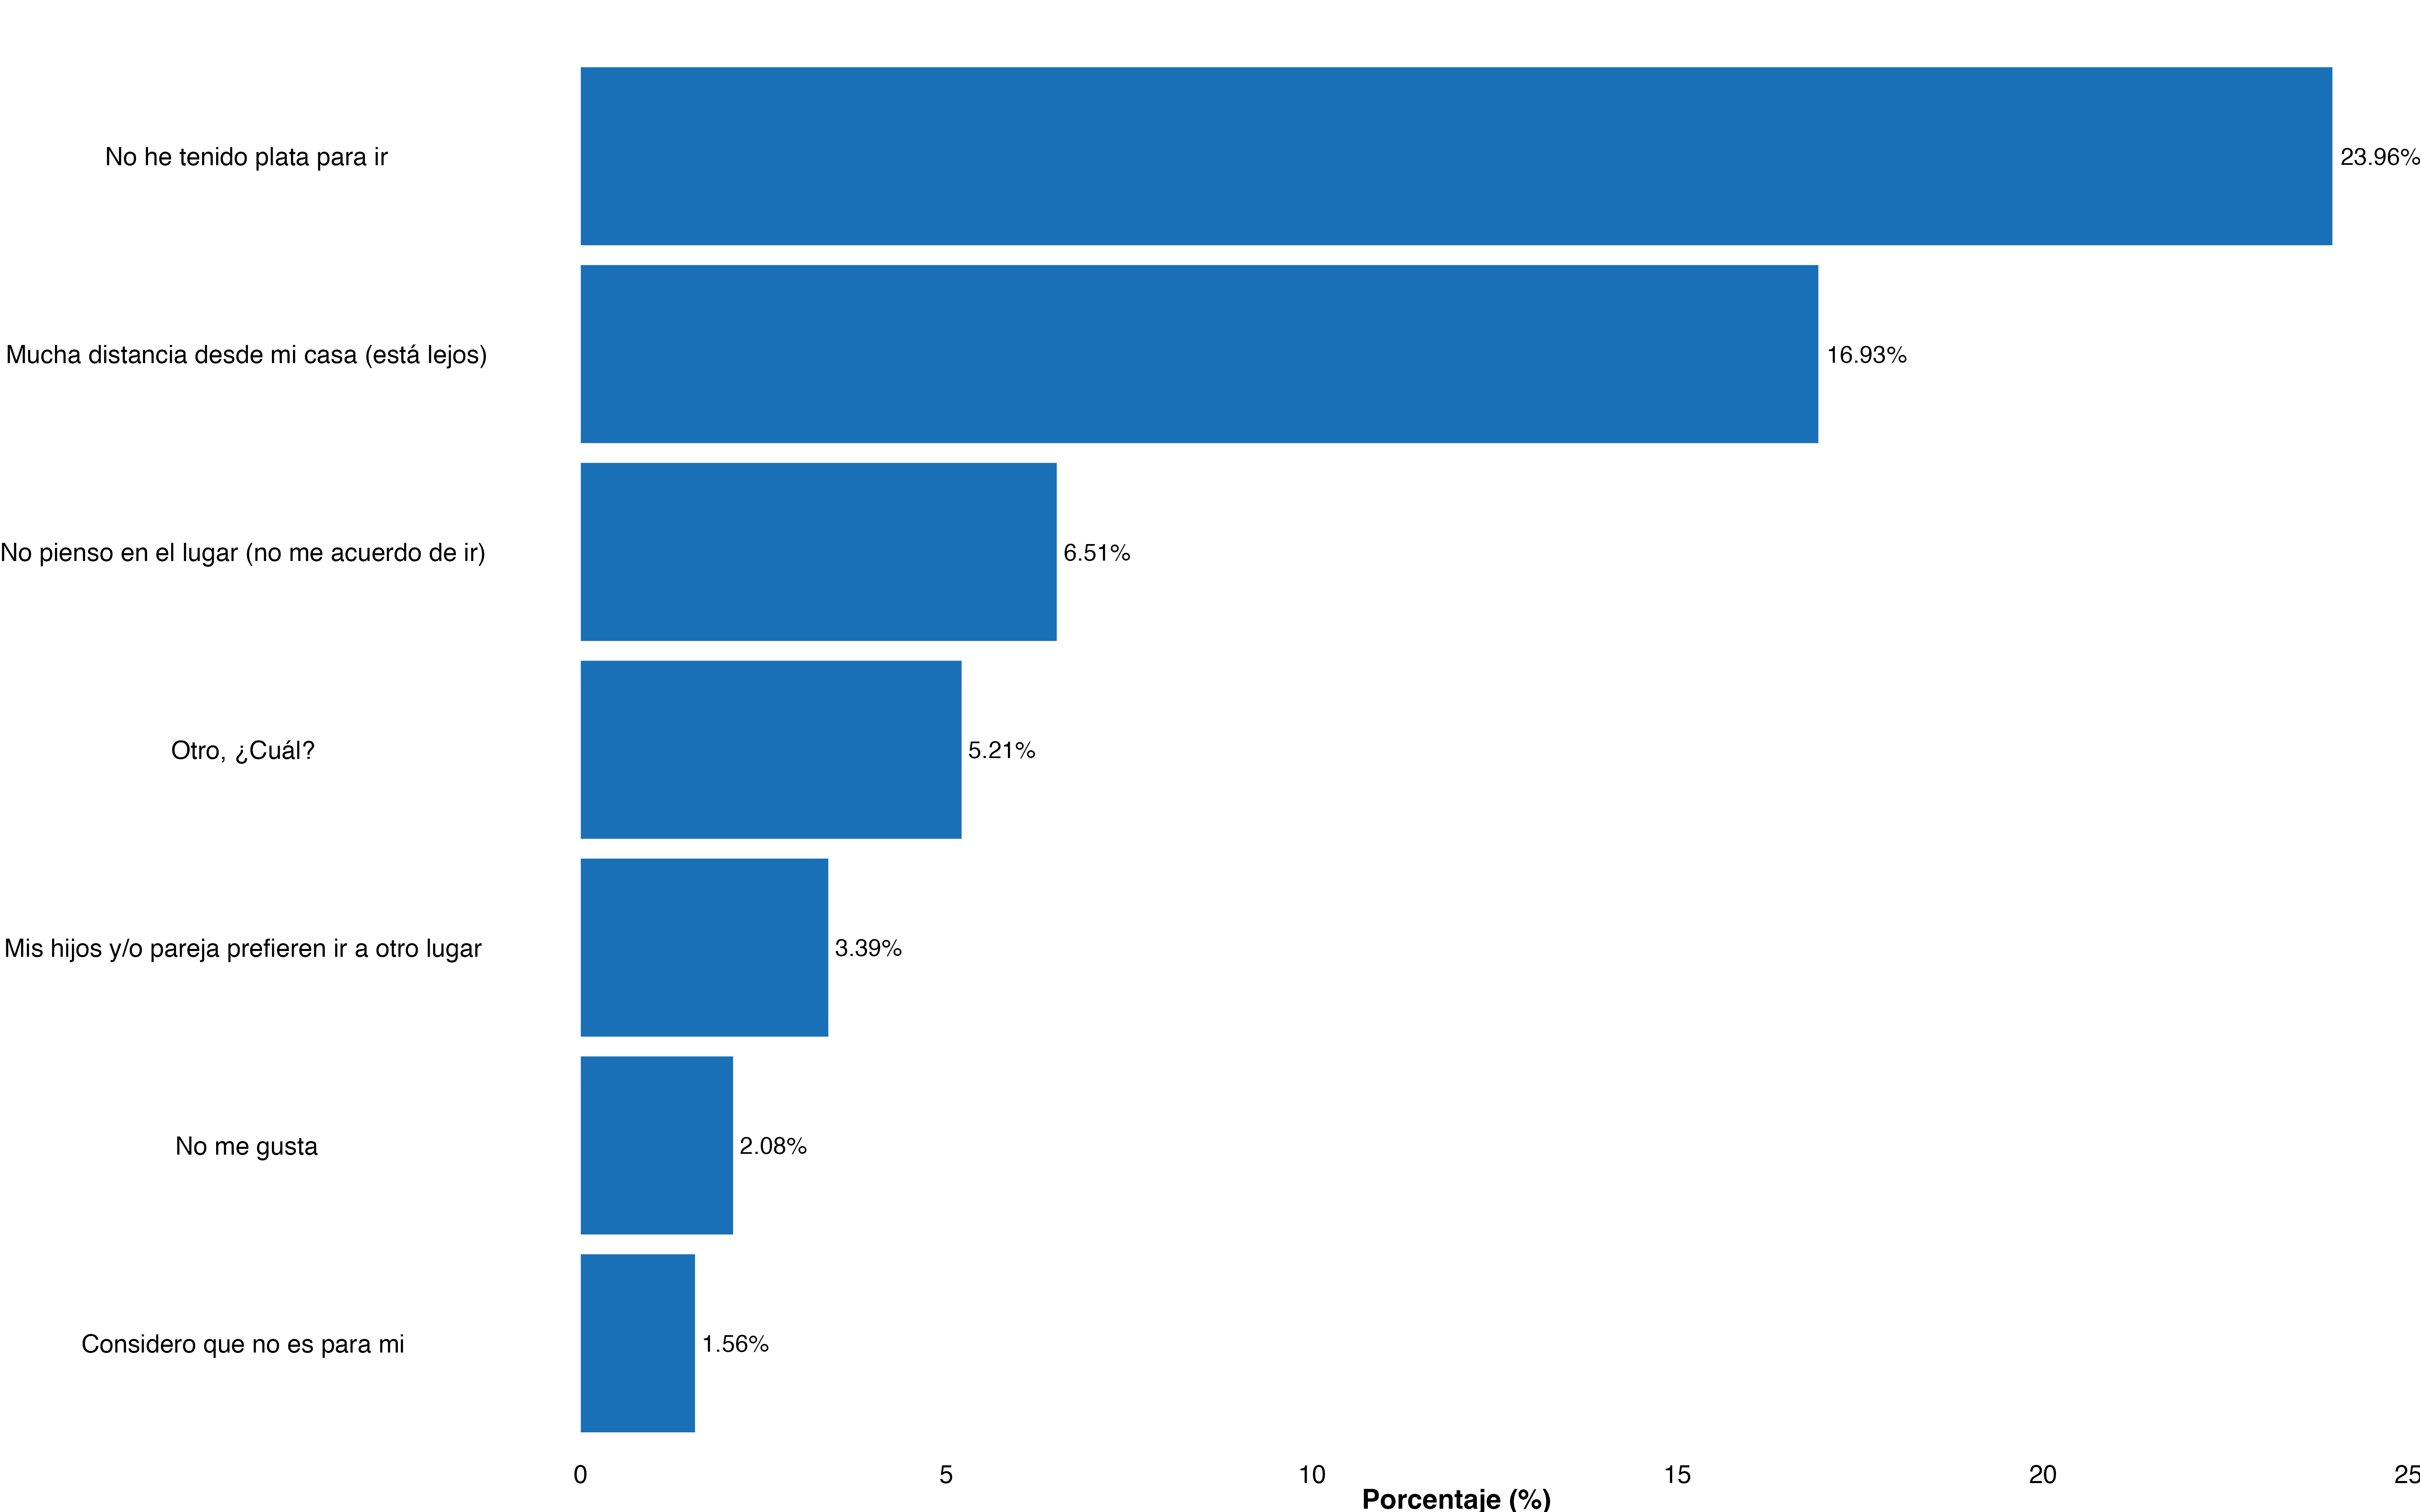 No he tenido plata para ir
23.96%
Mucha distancia desde mi casa (está lejos)
16.93%
No pienso en el lugar (no me acuerdo de ir)
6.51%
Otro, ¿Cuál?
5.21%
Mis hijos y/o pareja prefieren ir a otro lugar
3.39%
No me gusta
2.08%
Considero que no es para mi
1.56%
0 5 10 15 20 25
Porcentaje (%)